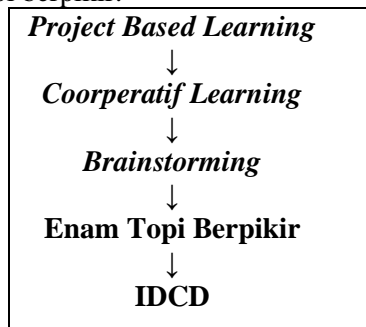 Project Based Learning
↓
Coorperatif Learning
↓
Brainstorming
↓
Enam Topi Berpikir
↓
IDCD